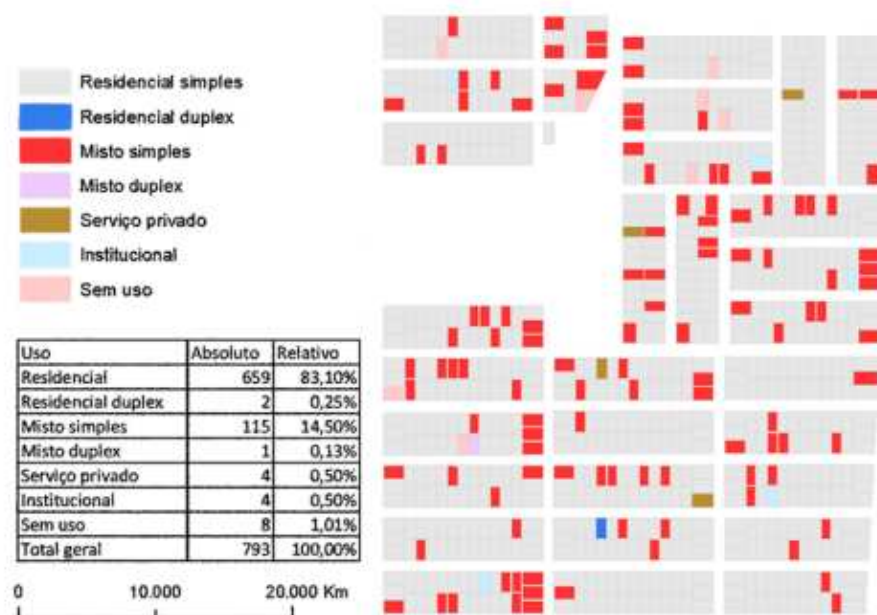 Residencial simples
Residencial duplex
Misto simples
Misto duplex
Serviço privado
Institucional
Sem uso
Uso Absoluto Relativo
Residencial 659 83,10%
Residencial duplex 2 0,25%
Misto simples 115 14,50%
Misto duplex 1 0,13%
Serviço privado 4 0,50%
Institucional 4 0,50%
Sem uso 8 1,01%
Total geral 793 100,00%
0 10.000 20.000 Km